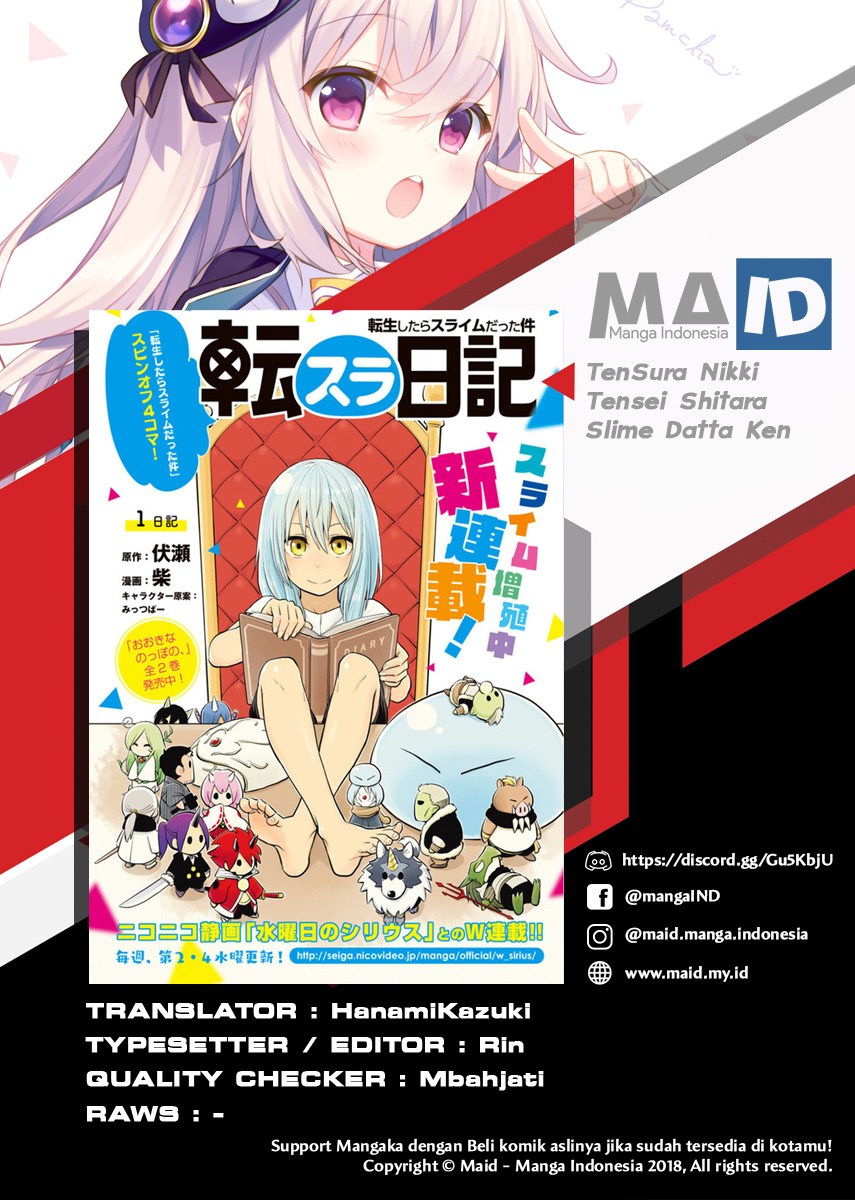 Pamcha
MAID
Manga Indonesia
TenSura Nikki
Tensei Shitara
Slime Datta Ken
「転生したらスライムだった件」
スピンオフ4コマ!
転生したらスライムだった件
転スラ日記
スライム増殖中
新連載!
1日記
原作:伏瀬
漫画:柴
キャラクター原案:
みっつばー
「おおきな
のっぽの、」
全2巻
発売中!
DIARY
ニコニコ静画「水曜日のシリウス」とのW連載!!
毎週、第2・4水曜更新! http://seiga.nicovideo.jp/manga/official/w_sirius/
https://discord.gg/Gu5KbjU
@mangaIND
@maid.manga.indonesia
www.maid.my.id
TRANSLATOR : HanamiKazuki
TYPESETTER / EDITOR : Rin
QUALITY CHECKER : Mbahjati
RAWS : -
Support Mangaka dengan Beli komik aslinya jika sudah tersedia di kotamu!
Copyright © Maid - Manga Indonesia 2018, All rights reserved.